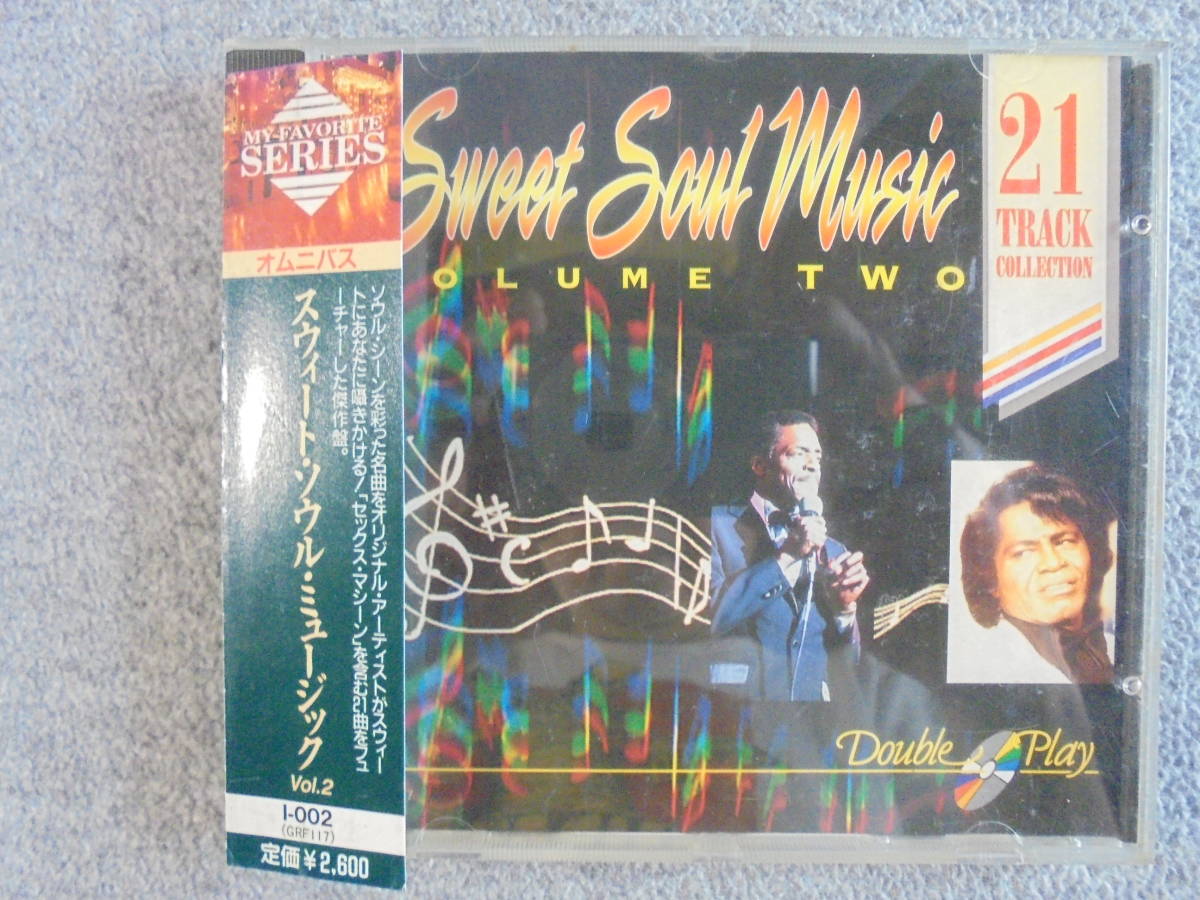 MY-FAVORITE
SERIES
オムニバス
スウィート・ソウル・ミュージック
Vol.2
ソウル・シーンを彩った名曲をオリジナル・アーティストがスウィー
トにあなたに囁きかける！「セックス・マシーン」を含む21曲をフュ
ーチャーした傑作盤。
I-002
(GRF117)
定価¥2,600
Sweet Soul Music
OLUME TWO
21
TRACK
COLLECTION
Double Play